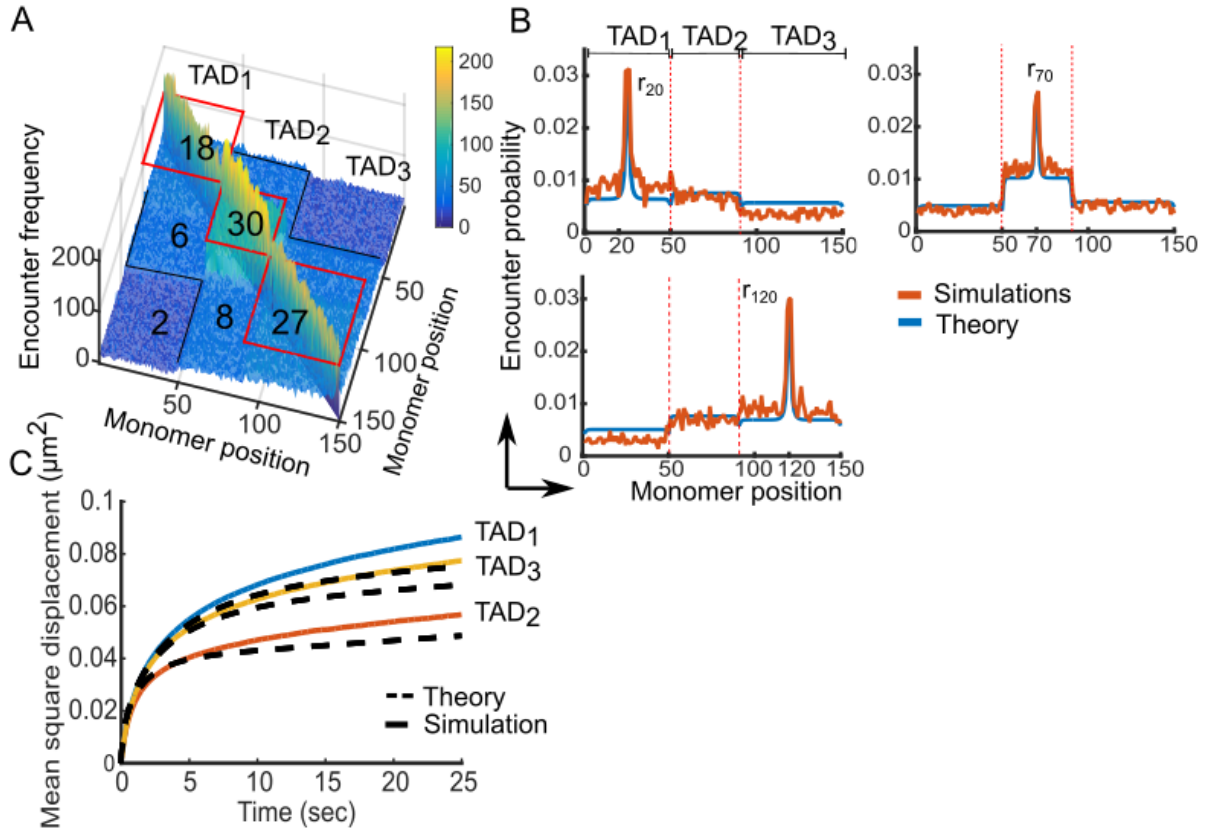 A
TAD1
TAD2
TAD3
200
150
100
50
0
18
30
27
6
8
2
Encounter frequency
200
100
0
50
100
150
Monomer position
50
100
150
Monomer position
B
TAD1 TAD2 TAD3
Encounter probability
0.03
0.02
0.01
0
r20
0 20 50 100 150
0.03
0.02
0.01
0
r70
0 50 70 100 150
0.03
0.02
0.01
0
r120
0 50 100 120 150
Monomer position
Simulations
Theory
C
Mean square displacement (μm²)
0.1
0.08
0.06
0.04
0.02
0
TAD1
TAD3
TAD2
Theory
Simulation
0 5 10 15 20 25
Time (sec)